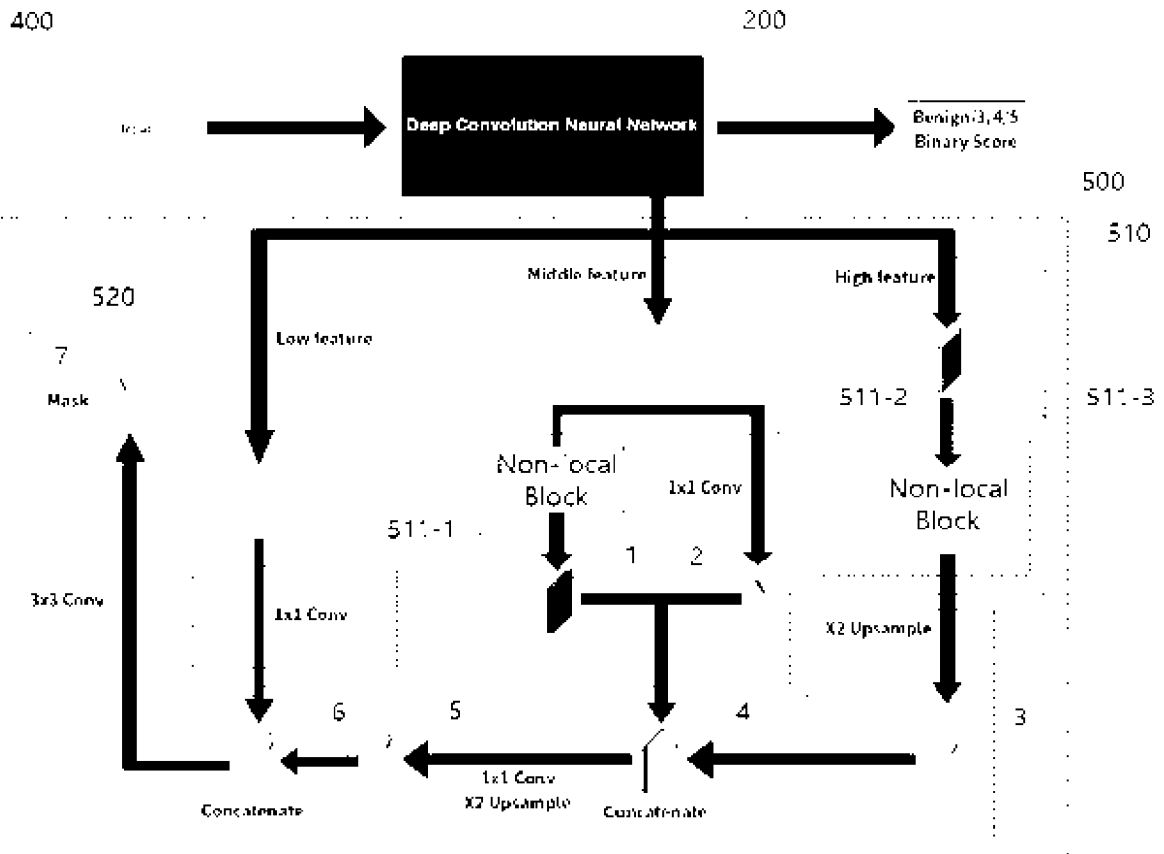 400
200
Deep Convolution Neural Network
Benign/3, 4, 5
Binary Score
500
510
Middle feature
High feature
520
Low feature
7
Mask
511-2
511-3
Non-local
Block
1x1 Conv
Non-local
Block
511-1
1
2
3x3 Conv
1x1 Conv
X2 Upsample
6
5
4
3
1x1 Conv
X2 Upsample
Concatenate
Concatenate